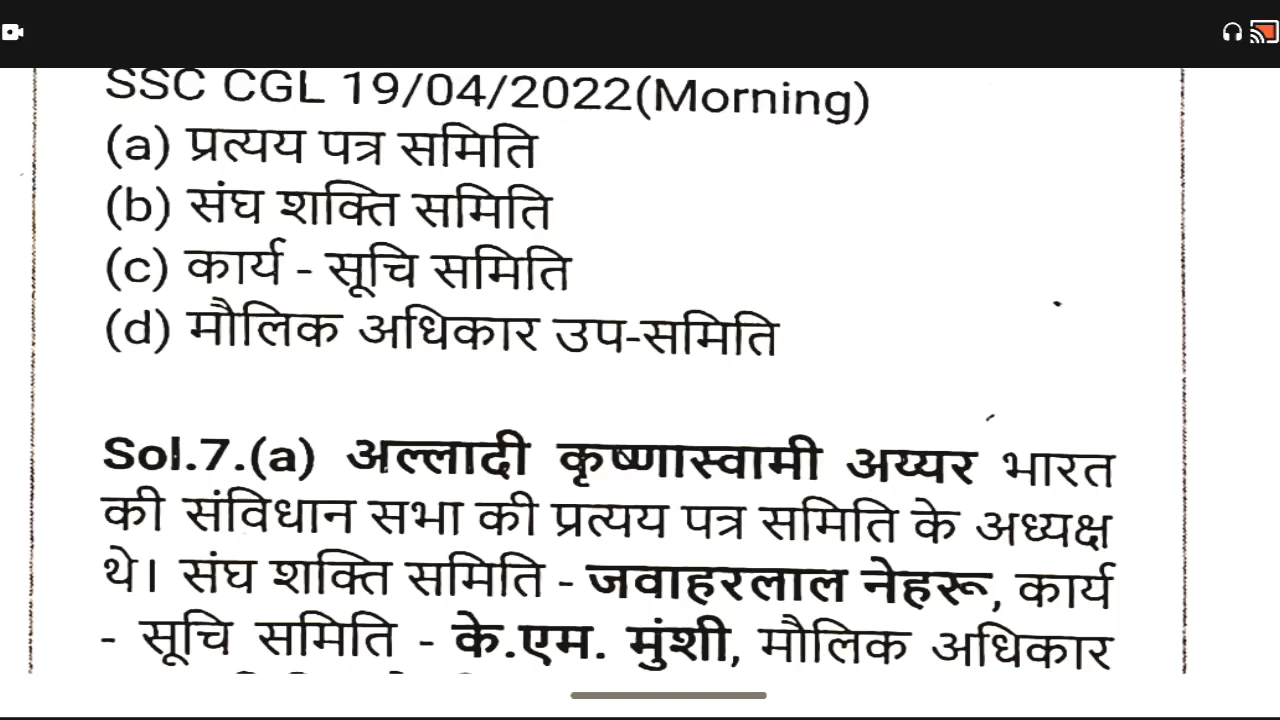 SSC CGL 19/04/2022(Morning)
(a) प्रत्यय पत्र समिति
(b) संघ शक्ति समिति
(c) कार्य - सूचि समिति
(d) मौलिक अधिकार उप-समिति
Sol.7.(a) अल्लादी कृष्णास्वामी अय्यर भारत
की संविधान सभा की प्रत्यय पत्र समिति के अध्यक्ष
थे। संघ शक्ति समिति - जवाहरलाल नेहरू, कार्य
- सूचि समिति - के.एम. मुंशी, मौलिक अधिकार